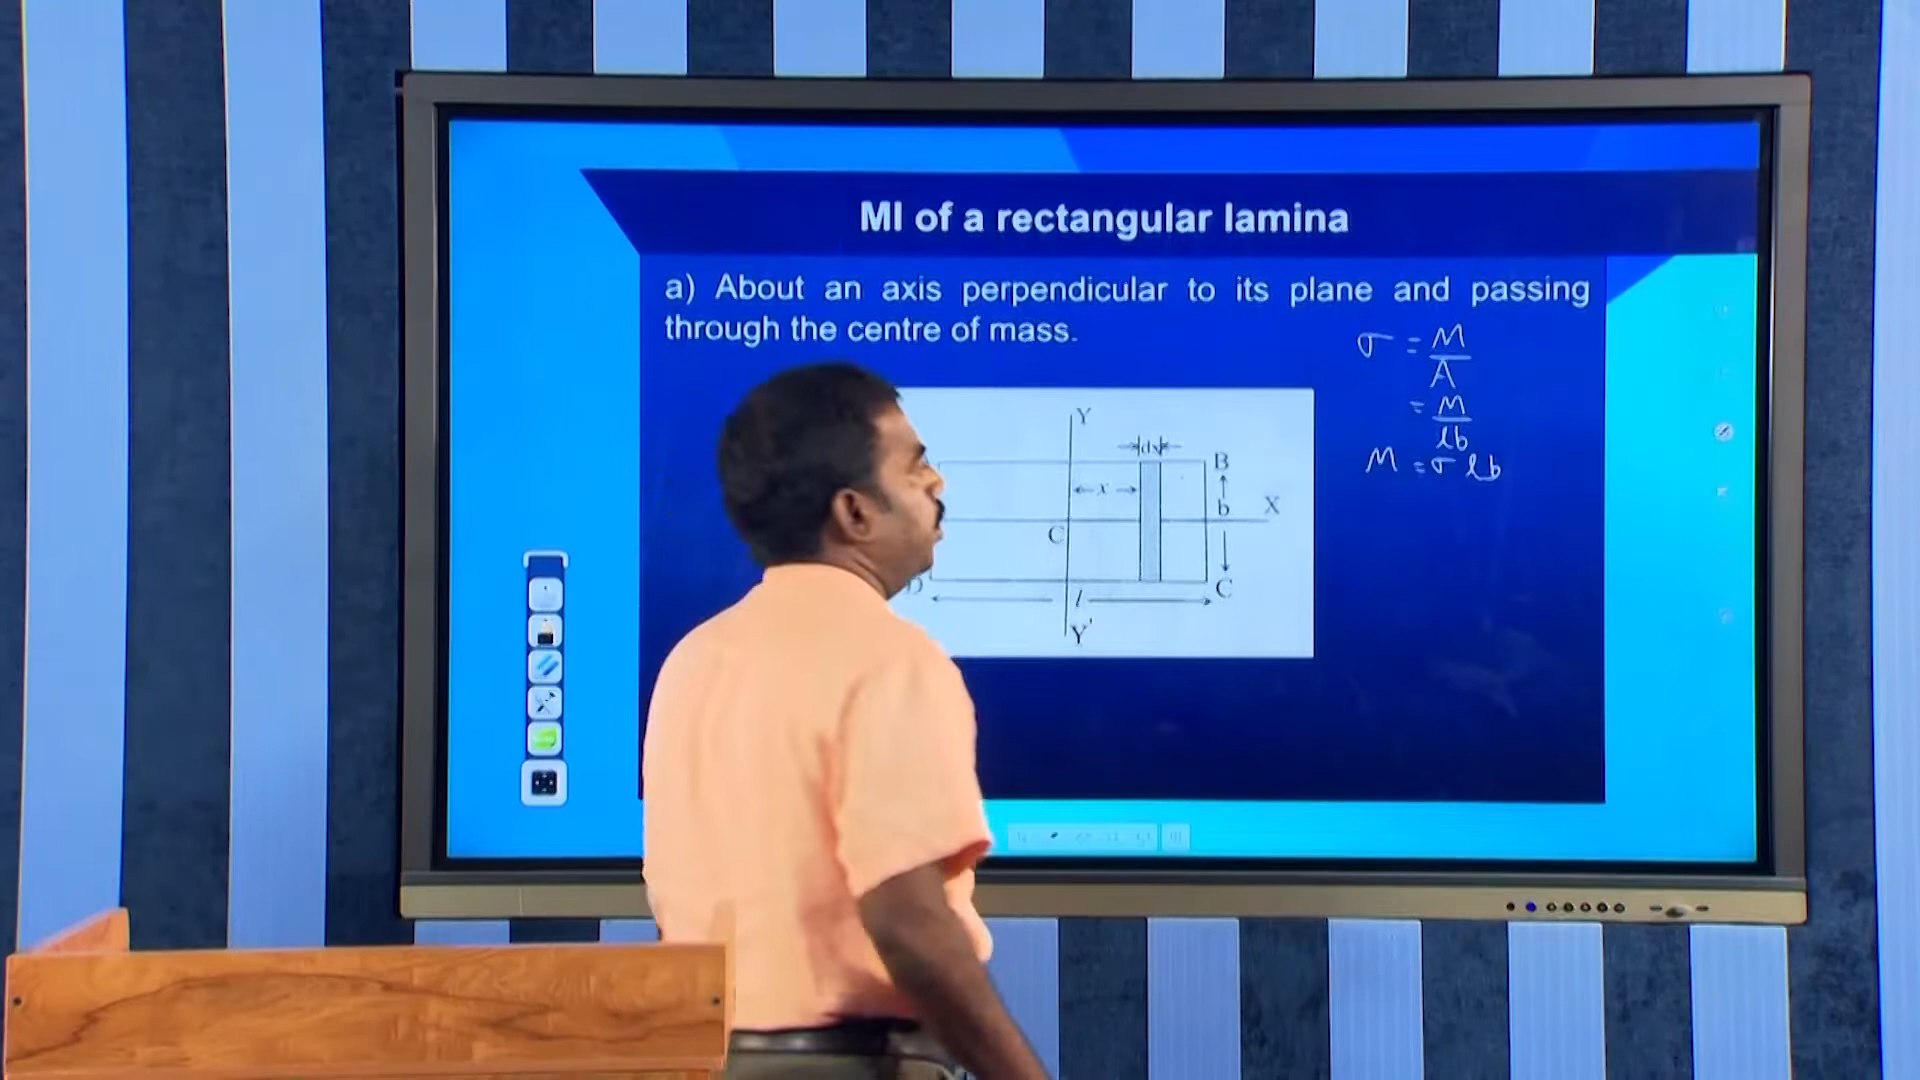 MI of a rectangular lamina
a) About an axis perpendicular to its plane and passing
through the centre of mass.
σ = M
A
= M
lb
M = σ lb
Y
dx
B
x
b
X
C
D
C
l
Y'